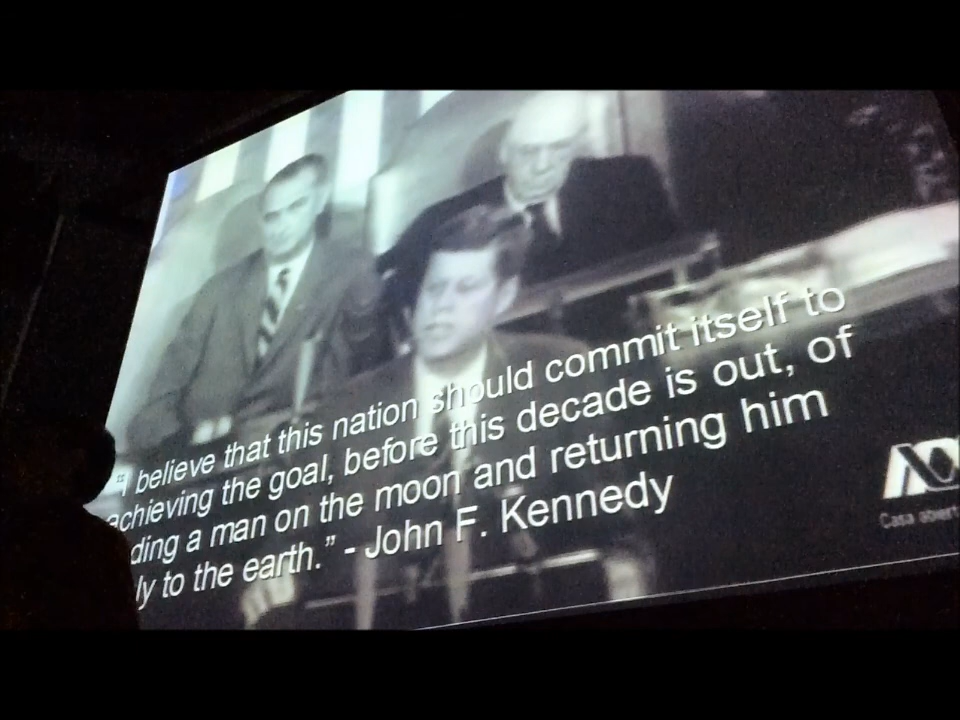 "I believe that this nation should commit itself to
achieving the goal, before this decade is out, of
ding a man on the moon and returning him
ly to the earth." - John F. Kennedy
Casa abiert